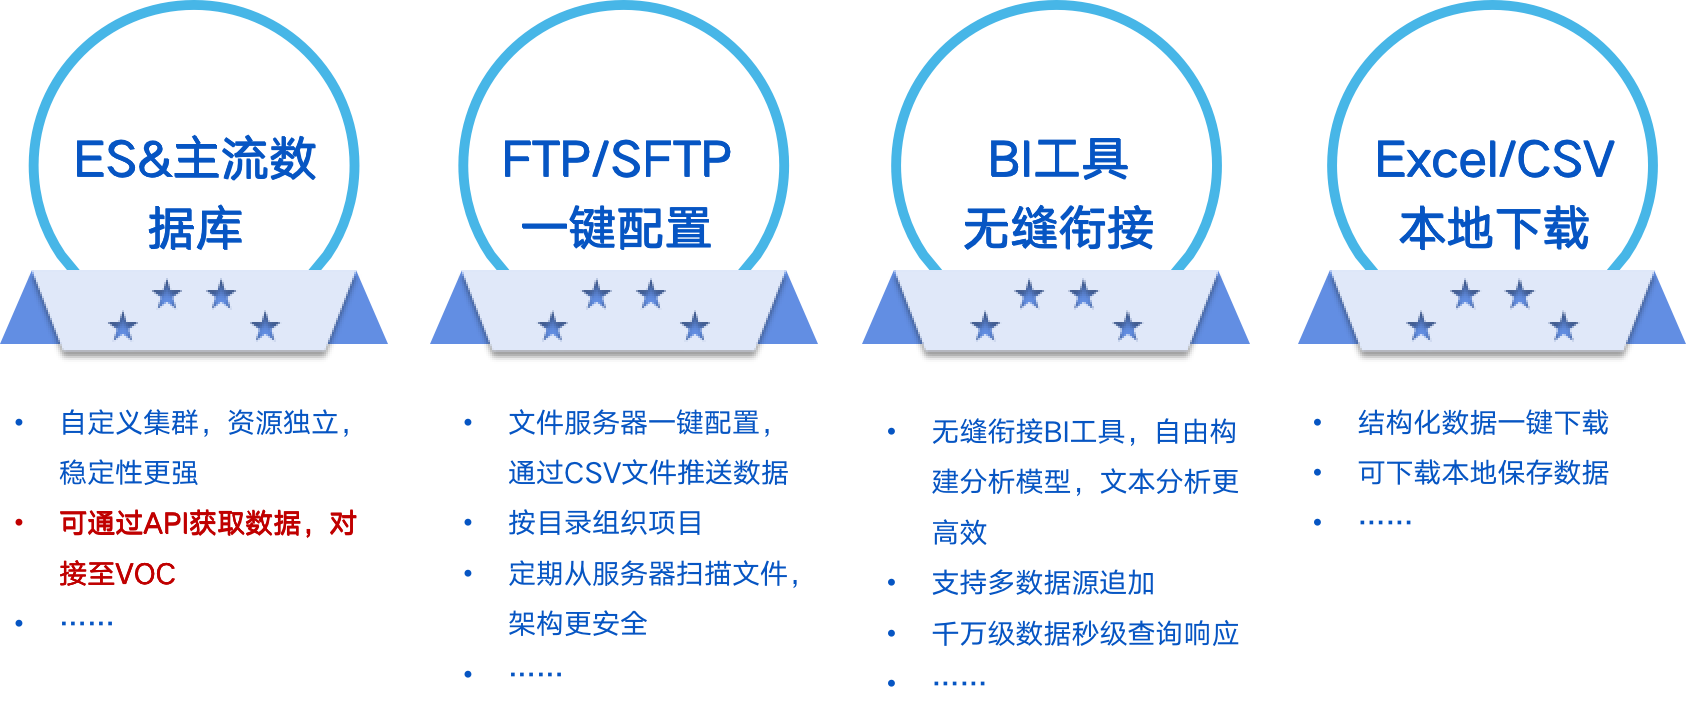 ES&主流数
据库
FTP/SFTP
一键配置
BI工具
无缝衔接
Excel/CSV
本地下载
• 自定义集群，资源独立，
稳定性更强
• 可通过API获取数据，对
接至VOC
• ……
• 文件服务器一键配置，
通过CSV文件推送数据
• 按目录组织项目
• 定期从服务器扫描文件，
架构更安全
• ……
• 无缝衔接BI工具，自由构
建分析模型，文本分析更
高效
• 支持多数据源追加
• 千万级数据秒级查询响应
• ……
• 结构化数据一键下载
• 可下载本地保存数据
• ……